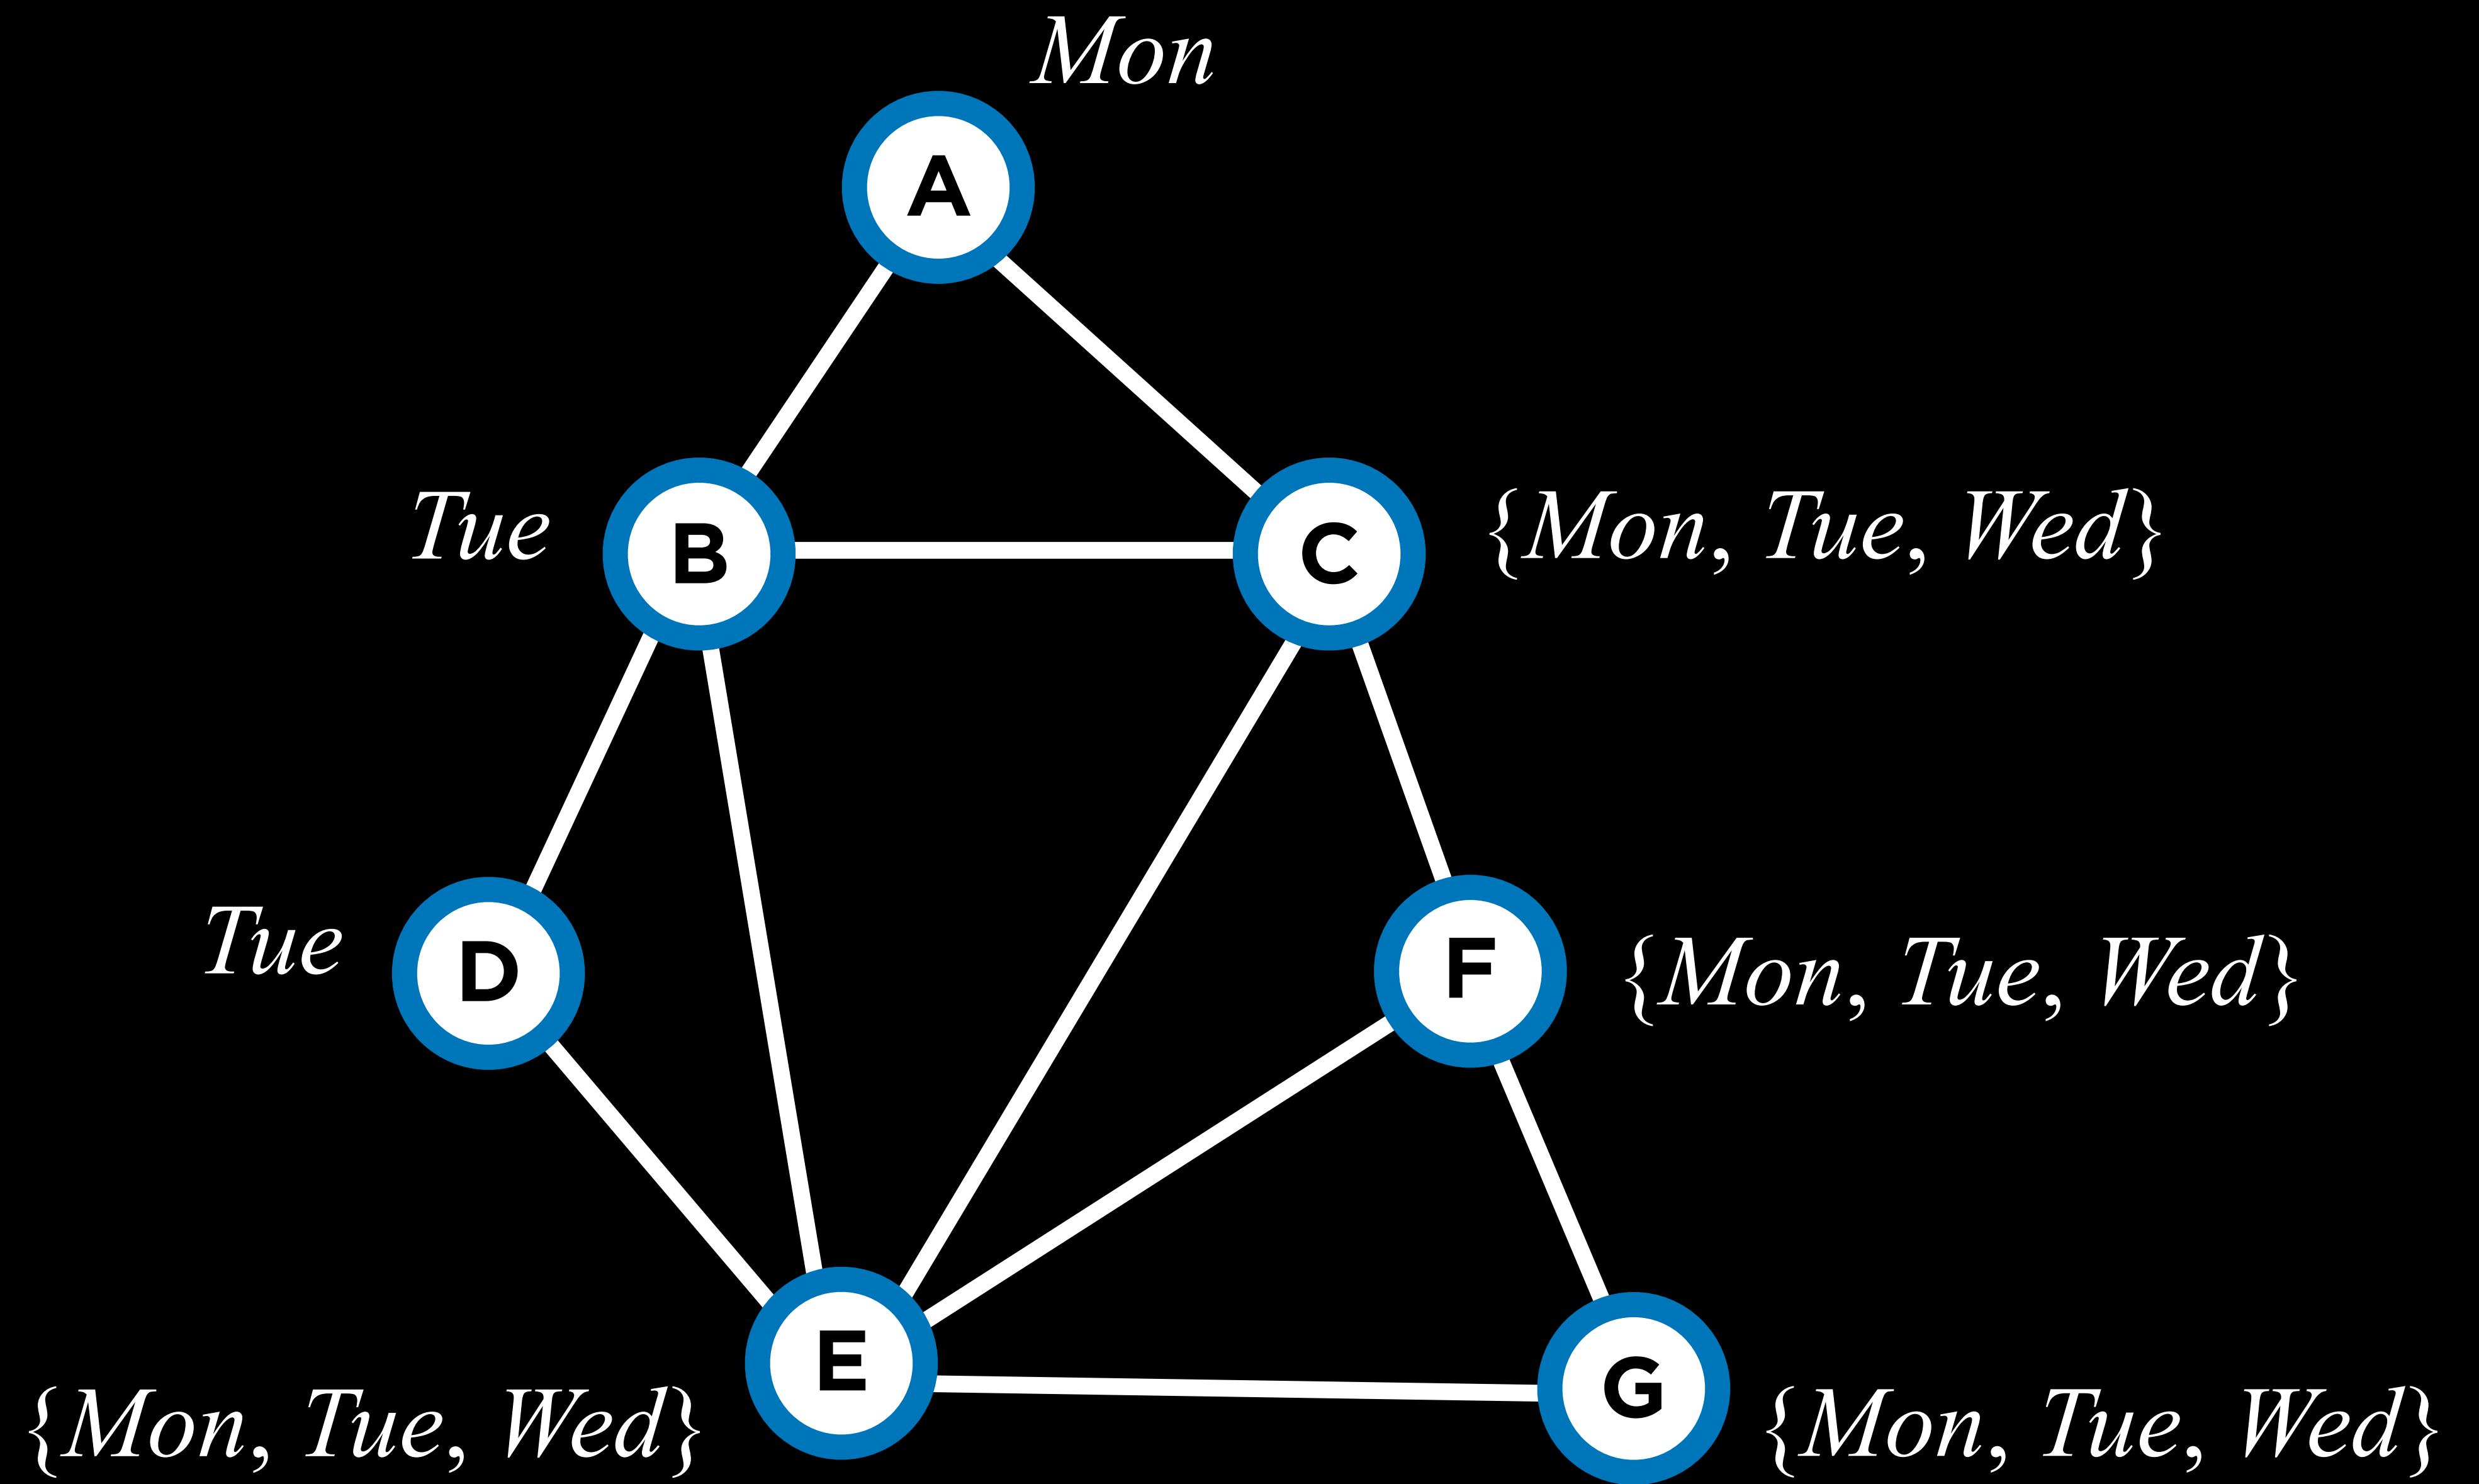 Mon
A
Tue
B
C
{Mon, Tue, Wed}
Tue
D
F
{Mon, Tue, Wed}
{Mon, Tue, Wed}
E
G
{Mon, Tue, Wed}